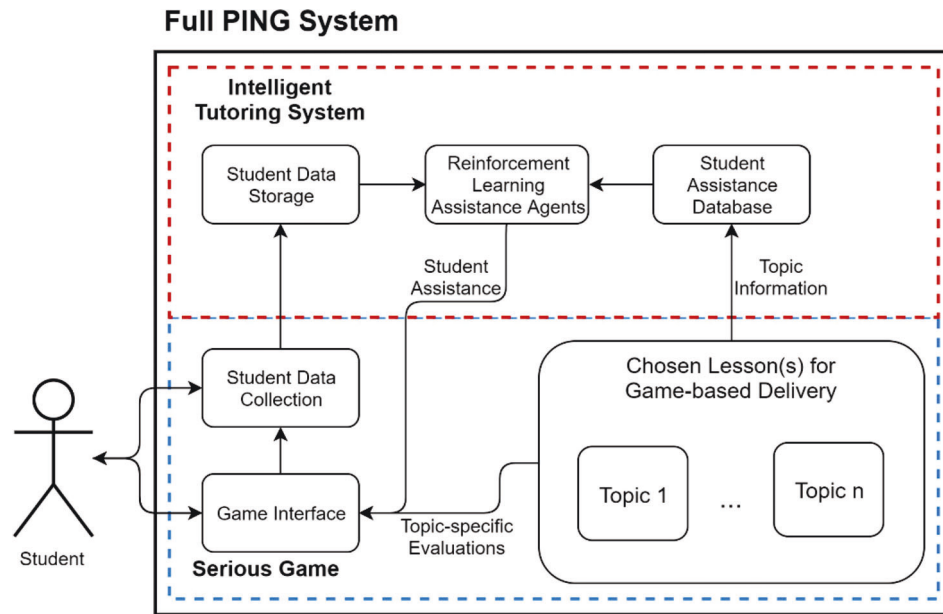 Full PING System
Intelligent
Tutoring System
Student Data
Storage
Reinforcement
Learning
Assistance Agents
Student
Assistance
Database
Student
Assistance
Topic
Information
Student Data
Collection
Chosen Lesson(s) for
Game-based Delivery
Topic 1
...
Topic n
Game Interface
Topic-specific
Evaluations
Serious Game
Student